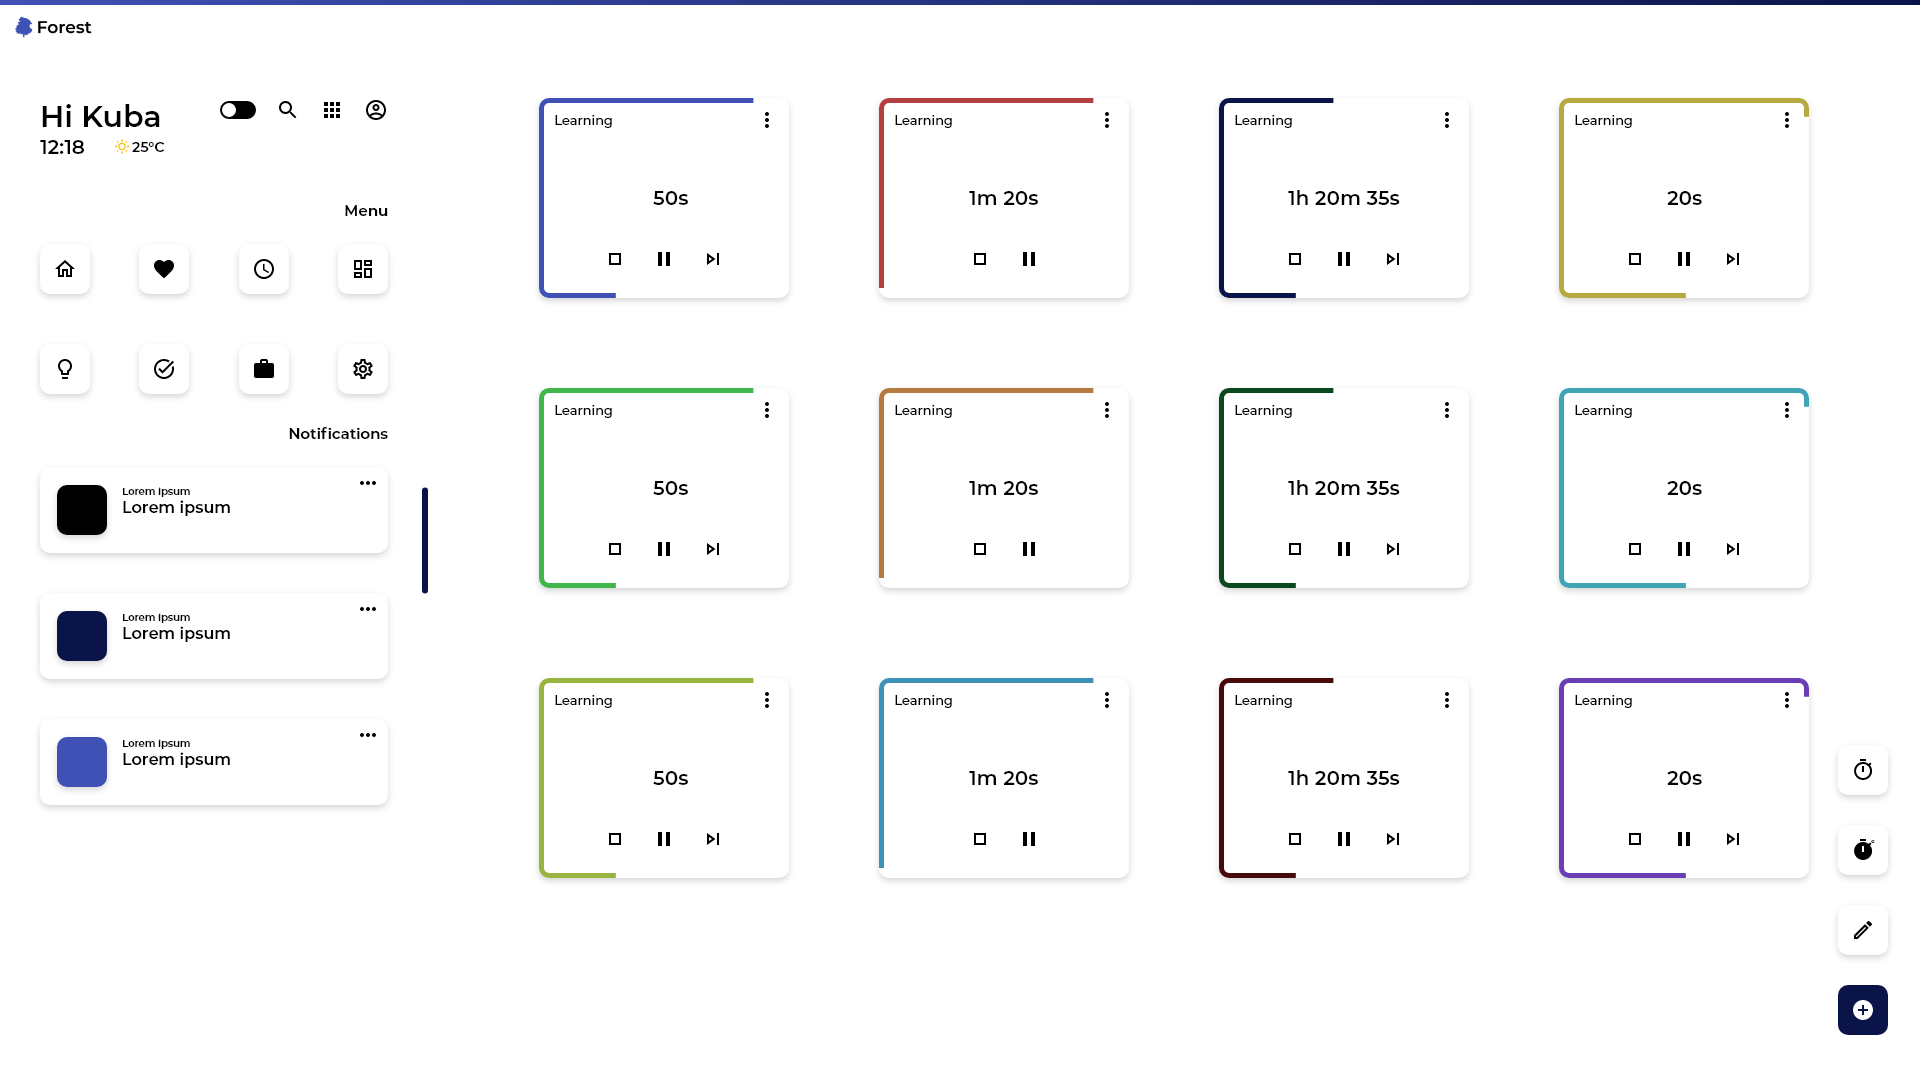 Forest
Hi Kuba
12:18 25°C
Menu
Notifications
Lorem Ipsum
Lorem ipsum
Lorem Ipsum
Lorem ipsum
Lorem Ipsum
Lorem ipsum
Learning
50s
Learning
1m 20s
Learning
1h 20m 35s
Learning
20s
Learning
50s
Learning
1m 20s
Learning
1h 20m 35s
Learning
20s
Learning
50s
Learning
1m 20s
Learning
1h 20m 35s
Learning
20s